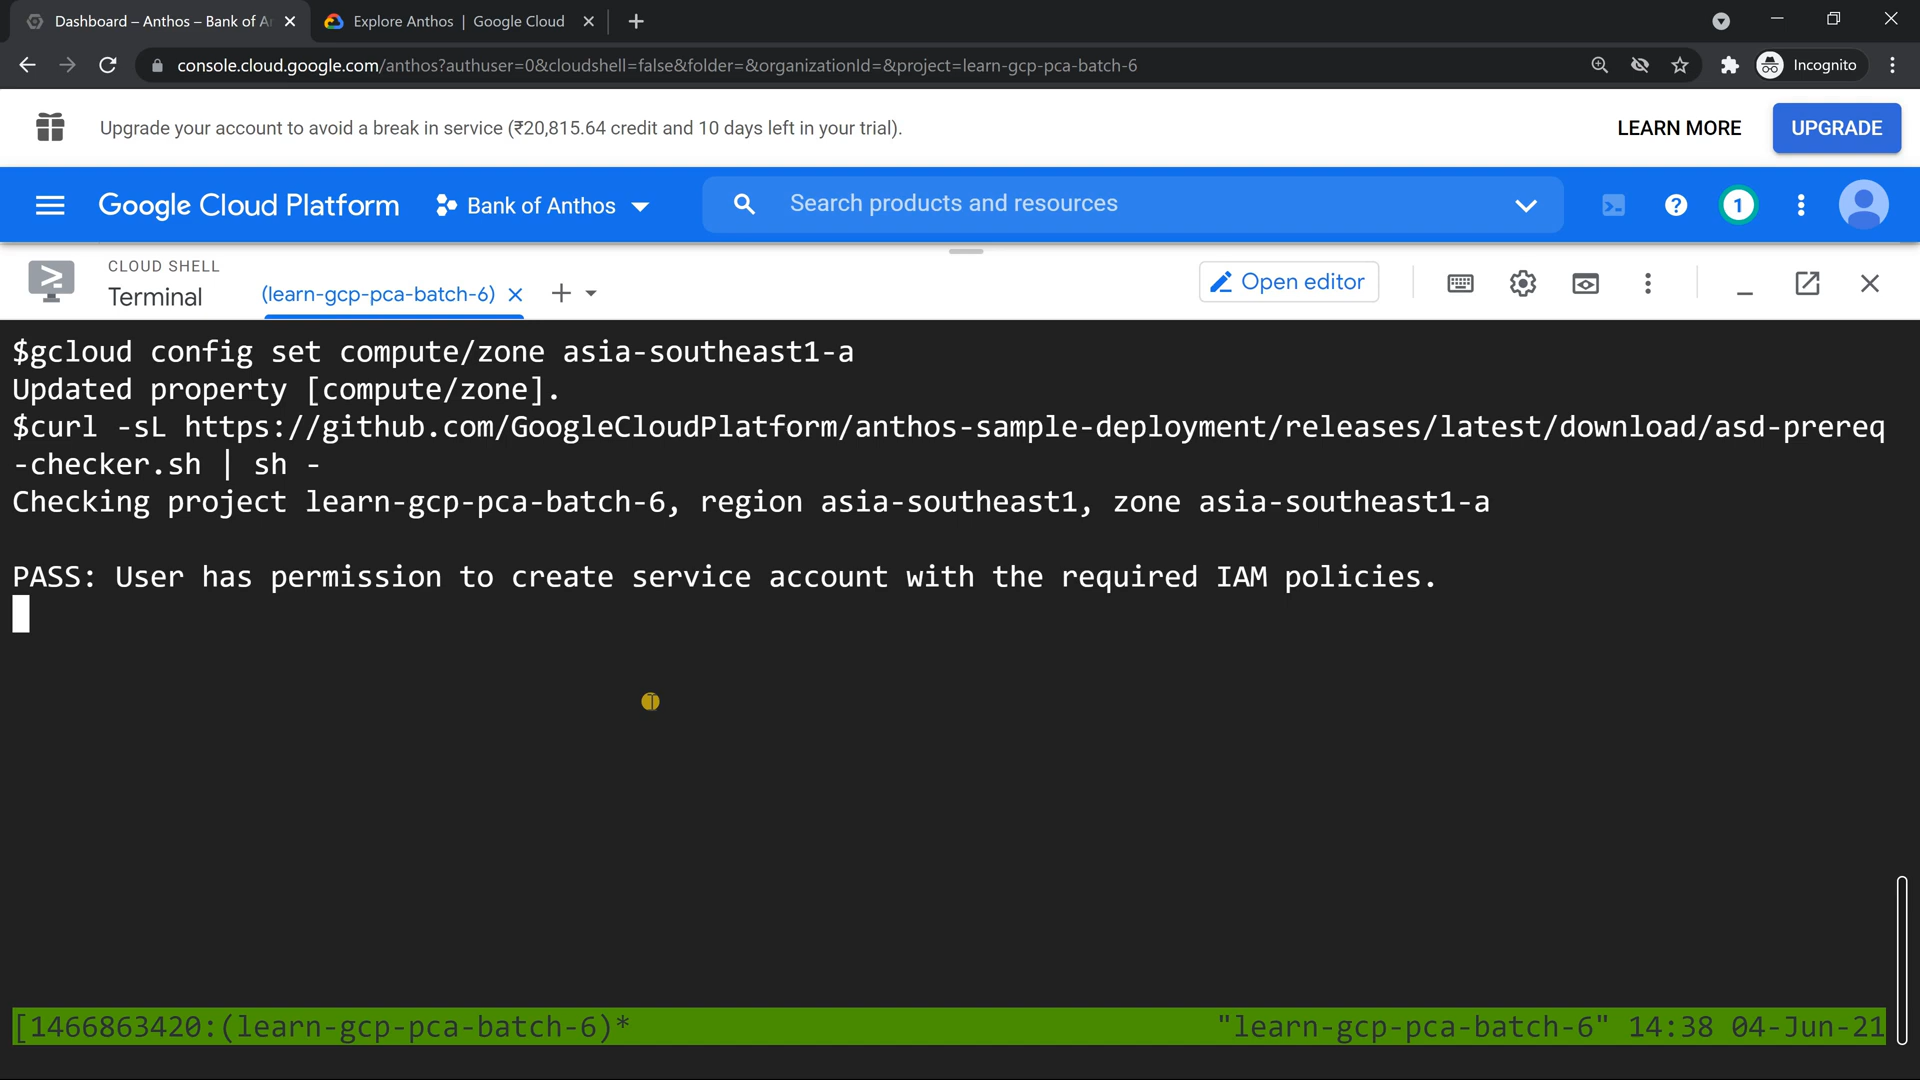 Dashboard – Anthos – Bank of A
Explore Anthos | Google Cloud
console.cloud.google.com/anthos?authuser=0&cloudshell=false&folder=&organizationId=&project=learn-gcp-pca-batch-6
Incognito
Upgrade your account to avoid a break in service (₹20,815.64 credit and 10 days left in your trial).
LEARN MORE
UPGRADE
Google Cloud Platform
Bank of Anthos
Search products and resources
1
CLOUD SHELL
Terminal
(learn-gcp-pca-batch-6)
Open editor
$gcloud config set compute/zone asia-southeast1-a
Updated property [compute/zone].
$curl -sL https://github.com/GoogleCloudPlatform/anthos-sample-deployment/releases/latest/download/asd-prereq
-checker.sh | sh -
Checking project learn-gcp-pca-batch-6, region asia-southeast1, zone asia-southeast1-a
PASS: User has permission to create service account with the required IAM policies.
[1466863420:(learn-gcp-pca-batch-6)* "learn-gcp-pca-batch-6" 14:38 04-Jun-21